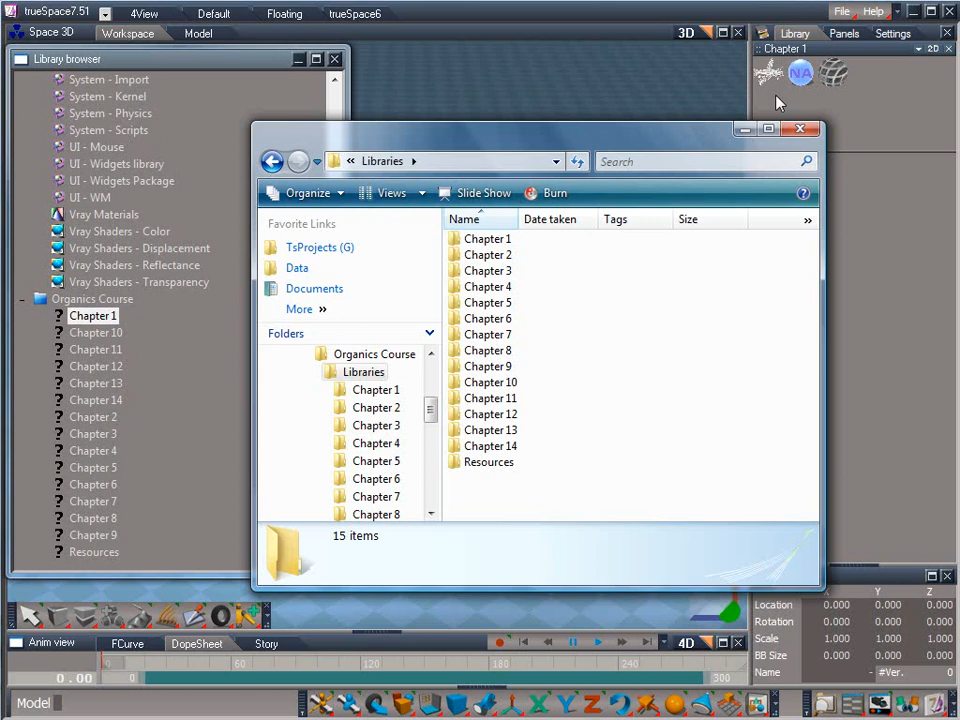 trueSpace7.51 4View Default Floating trueSpace6 File Help
Space 3D Workspace Model 3D Library Panels Settings
:: Chapter 1 2D
Library browser
System - Import
System - Kernel
System - Physics
System - Scripts
UI - Mouse
UI - Widgets library
UI - Widgets Package
UI - WM
Vray Materials
Vray Shaders - Color
Vray Shaders - Displacement
Vray Shaders - Reflectance
Vray Shaders - Transparency
Organics Course
Chapter 1
Chapter 10
Chapter 11
Chapter 12
Chapter 13
Chapter 14
Chapter 2
Chapter 3
Chapter 4
Chapter 5
Chapter 6
Chapter 7
Chapter 8
Chapter 9
Resources
NA
Libraries Search
Organize Views Slide Show Burn
Favorite Links
TsProjects (G)
Data
Documents
More »
Folders
Organics Course
Libraries
Chapter 1
Chapter 2
Chapter 3
Chapter 4
Chapter 5
Chapter 6
Chapter 7
Chapter 8
Name Date taken Tags Size »
Chapter 1
Chapter 2
Chapter 3
Chapter 4
Chapter 5
Chapter 6
Chapter 7
Chapter 8
Chapter 9
Chapter 10
Chapter 11
Chapter 12
Chapter 13
Chapter 14
Resources
15 items
X Y Z
Location 0.000 0.000 0.000
Rotation 0.000 0.000 0.000
Scale 1.000 1.000 1.000
BB Size 0.000 0.000 0.000
Name - #Ver. 0
Anim view FCurve DopeSheet Story 4D
0 60 120 180 240
0.00 0 300
Model